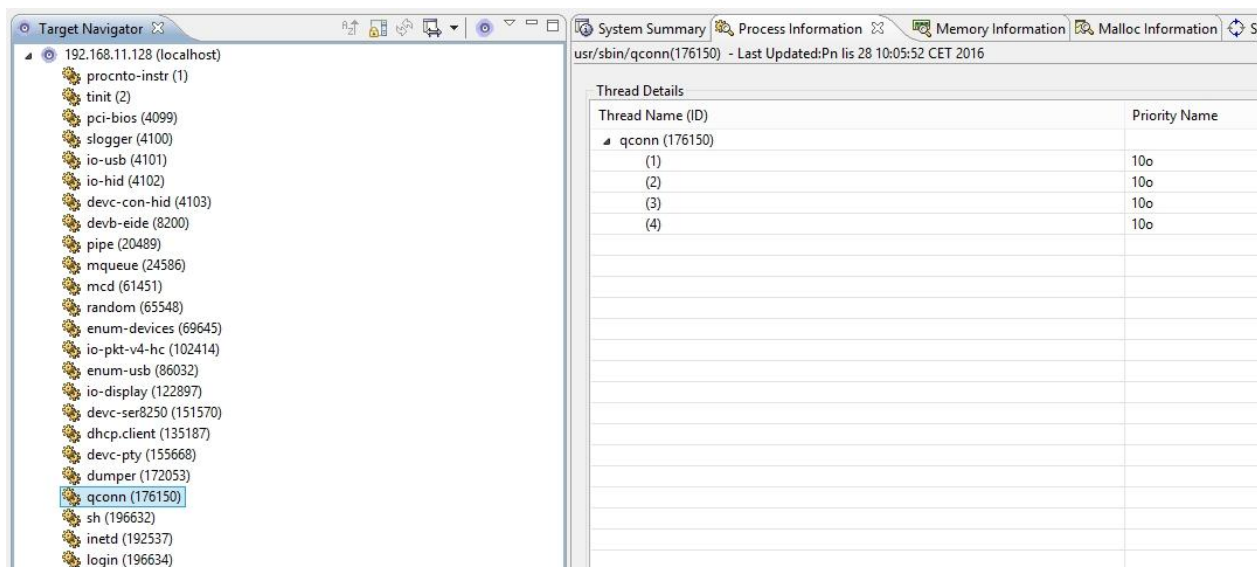 Target Navigator
192.168.11.128 (localhost)
procnto-instr (1)
tinit (2)
pci-bios (4099)
slogger (4100)
io-usb (4101)
io-hid (4102)
devc-con-hid (4103)
devb-eide (8200)
pipe (20489)
mqueue (24586)
mcd (61451)
random (65548)
enum-devices (69645)
io-pkt-v4-hc (102414)
enum-usb (86032)
io-display (122897)
devc-ser8250 (151570)
dhcp.client (135187)
devc-pty (155668)
dumper (172053)
qconn (176150)
sh (196632)
inetd (192537)
login (196634)
System Summary Process Information Memory Information Malloc Information S
usr/sbin/qconn(176150) - Last Updated:Pn lis 28 10:05:52 CET 2016
Thread Details
Thread Name (ID) Priority Name
qconn (176150)
(1) 10o
(2) 10o
(3) 10o
(4) 10o